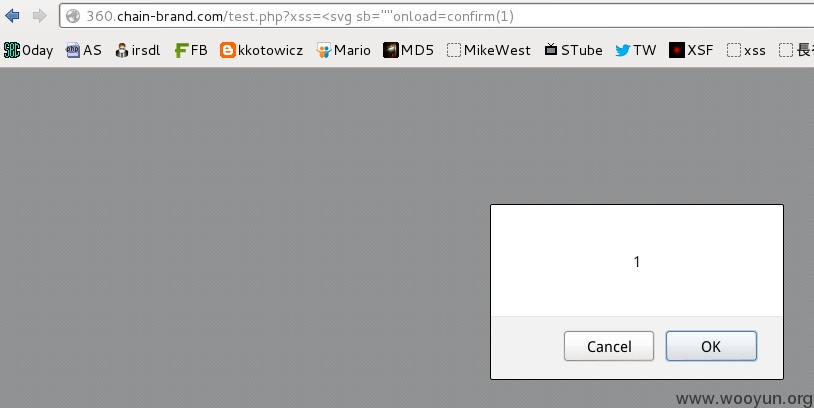 360.chain-brand.com/test.php?xss=<svg sb=""onload=confirm(1)
0day AS irsdl FB kkotowicz Mario MD5 MikeWest STube TW XSF xss
1
Cancel OK
www.wooyun.org